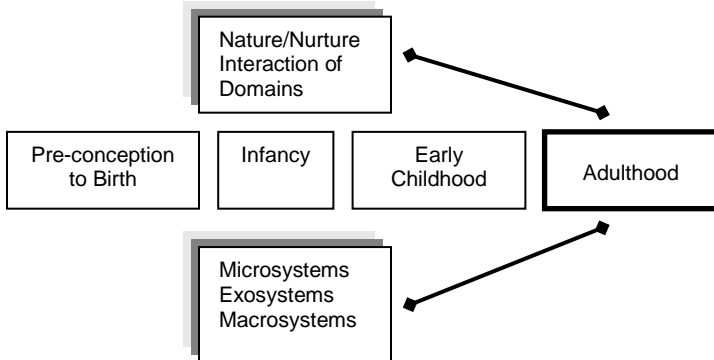 Nature/Nurture
Interaction of
Domains
Pre-conception
to Birth
Infancy
Early
Childhood
Adulthood
Microsystems
Exosystems
Macrosystems